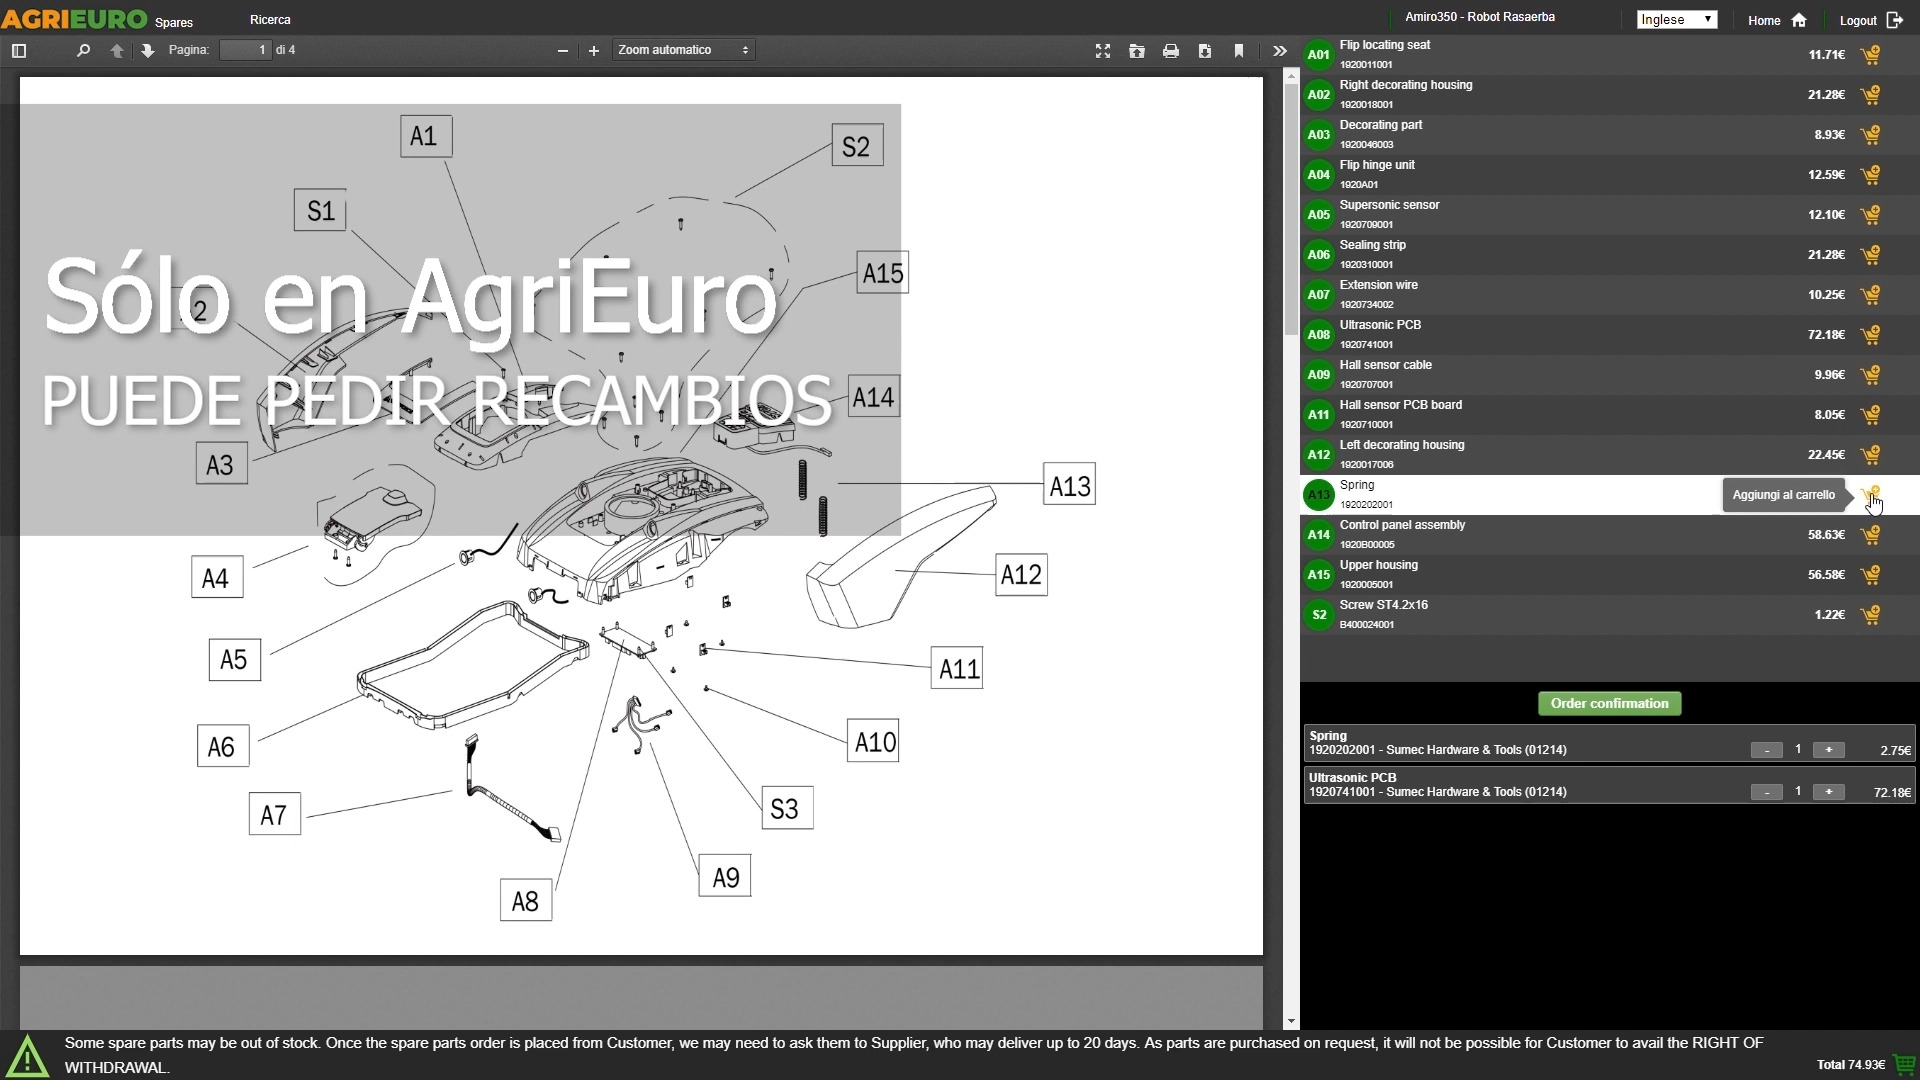 AGRIEURO Spares
Ricerca
Amiro350 - Robot Rasaerba
Inglese
Home
Logout
Pagina: 1 di 4
Zoom automatico
A1
S2
S1
A15
2
Sólo en AgriEuro
PUEDE PEDIR RECAMBIOS
A14
A3
A13
A4
A12
A5
A11
A6
A10
A7
S3
A9
A8
A01 Flip locating seat 11.71€
1920011001
A02 Right decorating housing 21.28€
1920018001
A03 Decorating part 8.93€
1920046003
A04 Flip hinge unit 12.59€
1920A01
A05 Supersonic sensor 12.10€
1920709001
A06 Sealing strip 21.28€
1920310001
A07 Extension wire 10.25€
1920734002
A08 Ultrasonic PCB 72.18€
1920741001
A09 Hall sensor cable 9.96€
1920707001
A11 Hall sensor PCB board 8.05€
1920710001
A12 Left decorating housing 22.45€
1920017006
A13 Spring Aggiungi al carrello
1920202001
A14 Control panel assembly 58.63€
1920B00005
A15 Upper housing 56.58€
1920005001
S2 Screw ST4.2x16 1.22€
B400024001
Order confirmation
Spring
1920202001 - Sumec Hardware & Tools (01214) - 1 + 2.75€
Ultrasonic PCB
1920741001 - Sumec Hardware & Tools (01214) - 1 + 72.18€
Some spare parts may be out of stock. Once the spare parts order is placed from Customer, we may need to ask them to Supplier, who may deliver up to 20 days. As parts are purchased on request, it will not be possible for Customer to avail the RIGHT OF
WITHDRAWAL.
Total 74.93€